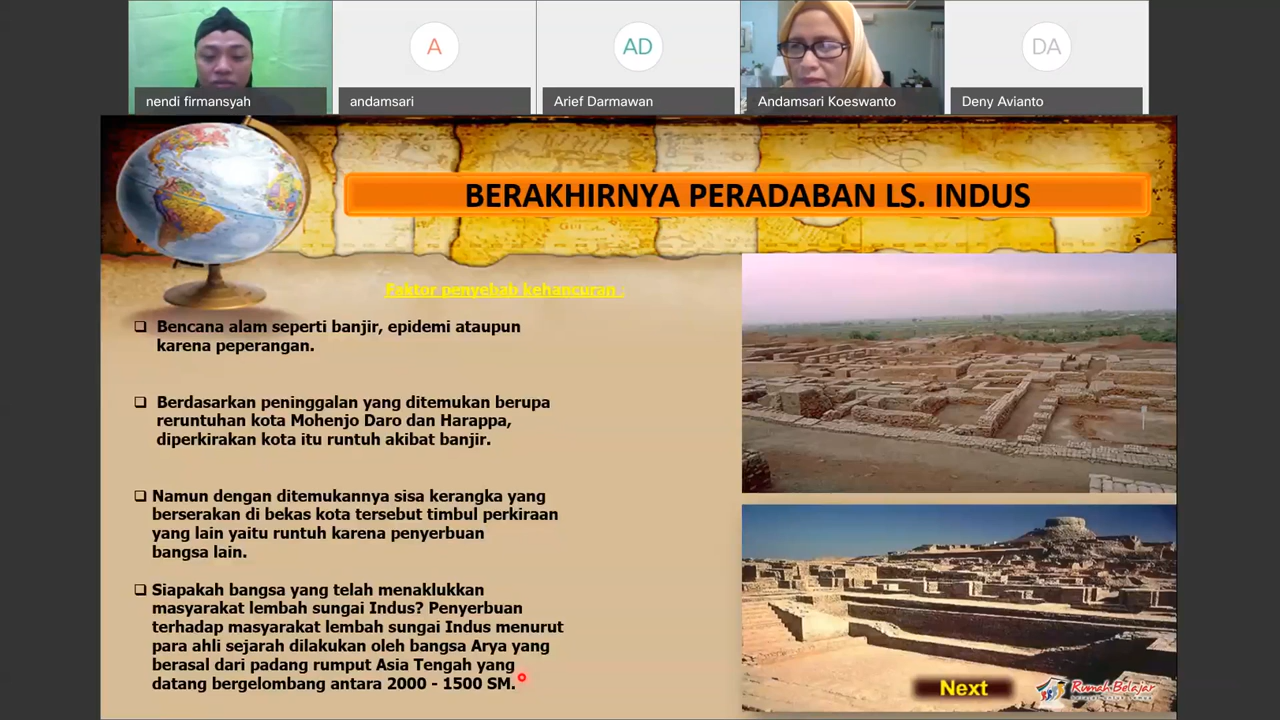 A
AD
DA
nendi firmansyah
andamsari
Arief Darmawan
Andamsari Koeswanto
Deny Avianto
BERAKHIRNYA PERADABAN LS. INDUS
Faktor penyebab kehancuran :
❑ Bencana alam seperti banjir, epidemi ataupun
karena peperangan.
❑ Berdasarkan peninggalan yang ditemukan berupa
reruntuhan kota Mohenjo Daro dan Harappa,
diperkirakan kota itu runtuh akibat banjir.
❑ Namun dengan ditemukannya sisa kerangka yang
berserakan di bekas kota tersebut timbul perkiraan
yang lain yaitu runtuh karena penyerbuan
bangsa lain.
❑ Siapakah bangsa yang telah menaklukkan
masyarakat lembah sungai Indus? Penyerbuan
terhadap masyarakat lembah sungai Indus menurut
para ahli sejarah dilakukan oleh bangsa Arya yang
berasal dari padang rumput Asia Tengah yang
datang bergelombang antara 2000 - 1500 SM.
Next
Rumah Belajar